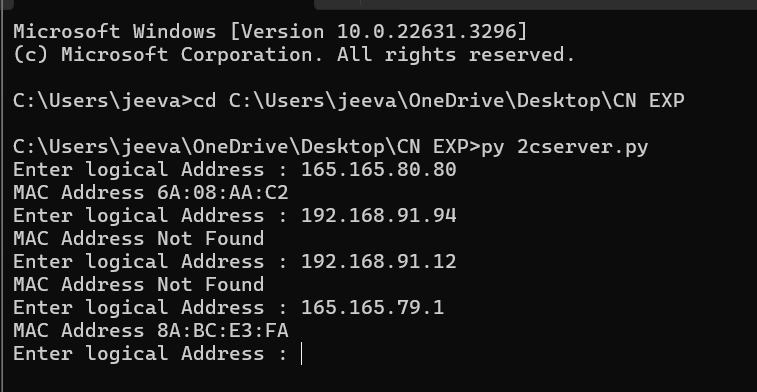 Microsoft Windows [Version 10.0.22631.3296]
(c) Microsoft Corporation. All rights reserved.
C:\Users\jeeva>cd C:\Users\jeeva\OneDrive\Desktop\CN EXP
C:\Users\jeeva\OneDrive\Desktop\CN EXP>py 2cserver.py
Enter logical Address : 165.165.80.80
MAC Address 6A:08:AA:C2
Enter logical Address : 192.168.91.94
MAC Address Not Found
Enter logical Address : 192.168.91.12
MAC Address Not Found
Enter logical Address : 165.165.79.1
MAC Address 8A:BC:E3:FA
Enter logical Address :